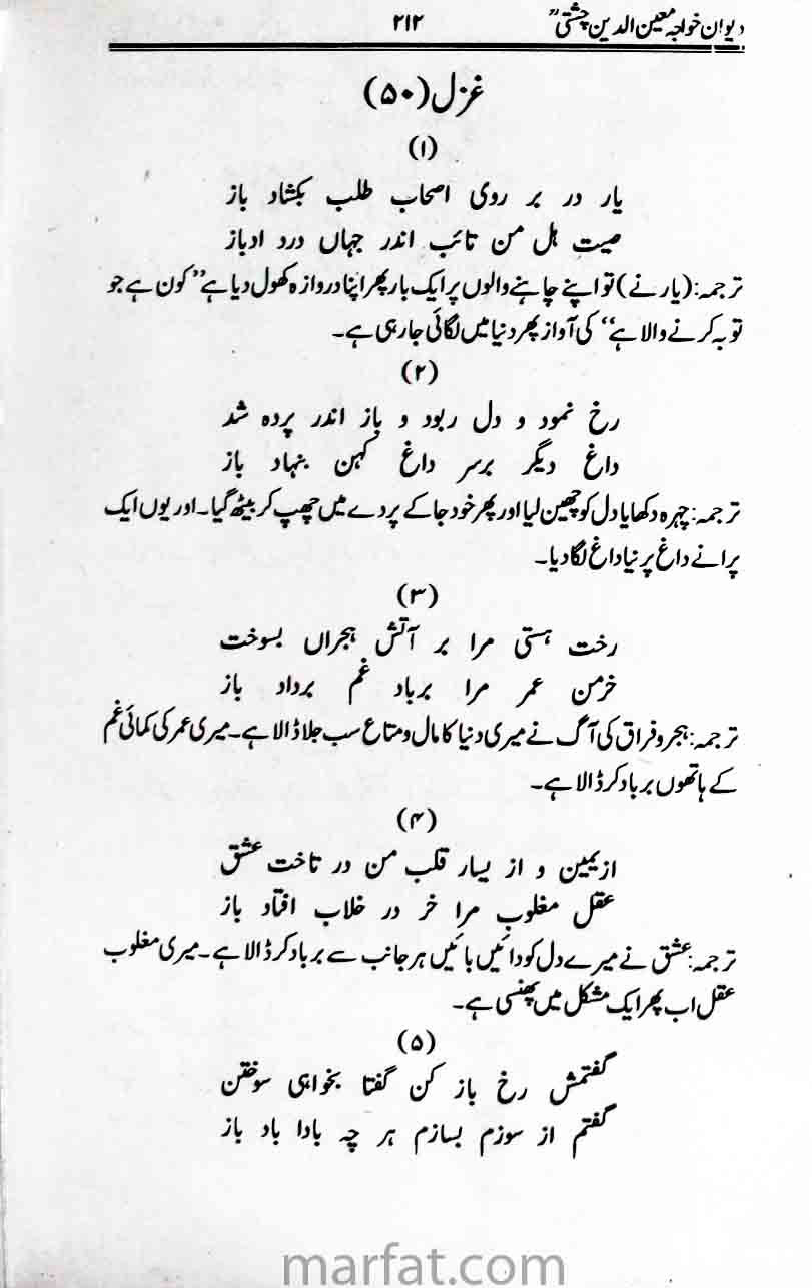 دیوان خواجہ معین الدین چشتیؒ ۲۱۲
غزل (۵۰)
(۱)
یار در بر روی اصحاب طلب بکشاد باز
صیت ہل من تائب اندر جہاں درد ادباز
ترجمہ: (یار نے) تو اپنے چاہنے والوں پر ایک بار پھر اپنا دروازہ کھول دیا ہے ’’کون ہے جو
توبہ کرنے والا ہے‘‘ کی آواز پھر دنیا میں لگائی جا رہی ہے۔
(۲)
رخ نمود و دل ربود و باز اندر پردہ شد
داغ دیگر برسر داغ کہن بنہاد باز
ترجمہ: چہرہ دکھایا دل کو چھین لیا اور پھر خود جا کے پردے میں چھپ کر بیٹھ گیا۔ اور یوں ایک
پرانے داغ پر نیا داغ لگا دیا۔
(۳)
رخت ہستی مرا بر آتش ہجراں بسوخت
خرمن عمر مرا برباد غم برداد باز
ترجمہ: ہجر و فراق کی آگ نے میری دنیا کا مال و متاع سب جلا ڈالا ہے۔ میری عمر کی کمائی غم
کے ہاتھوں برباد کر ڈالا ہے۔
(۴)
از یمین و از یسار قلب من در تاخت عشق
عقل مغلوب مرا خر در خلاب افتاد باز
ترجمہ: عشق نے میرے دل کو دائیں بائیں ہر جانب سے برباد کر ڈالا ہے۔ میری مغلوب
عقل اب پھر ایک مشکل میں پھنسی ہے۔
(۵)
گفتمش رخ باز کن گفتا بخواہی سوختن
گفتم از سوزم بسازم ہر چہ بادا باد باز
marfat.com